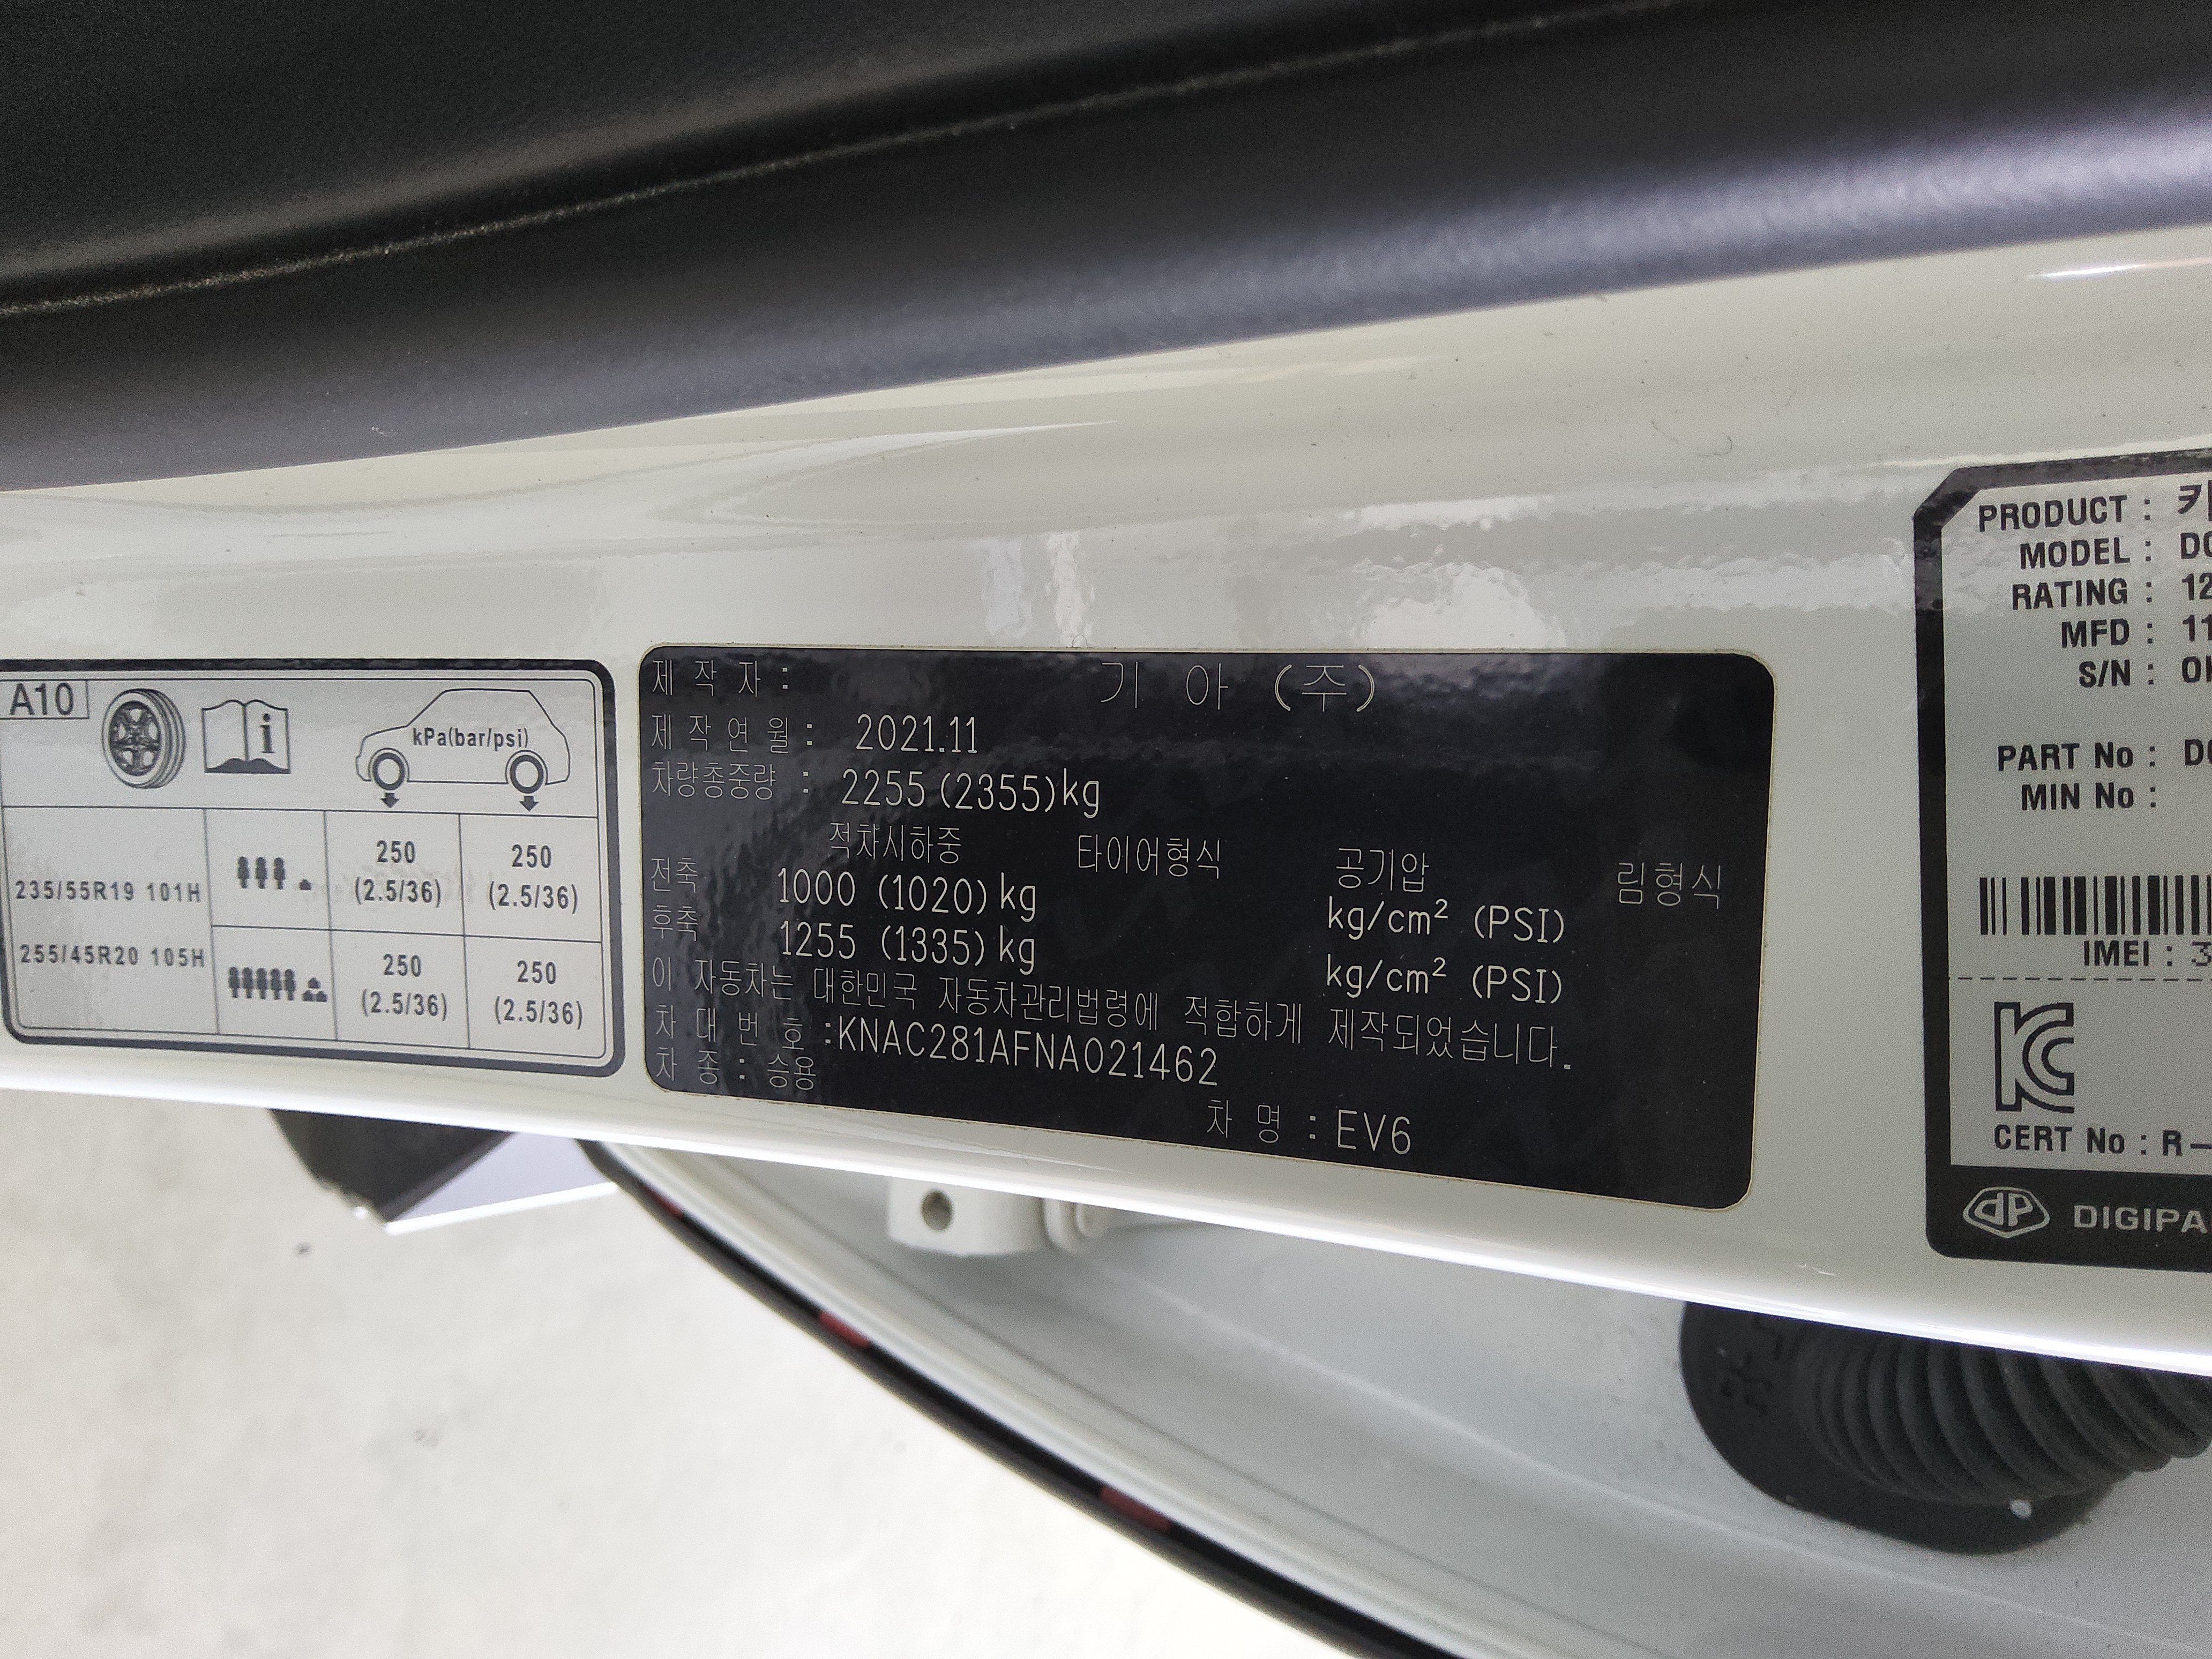 A10
kPa(bar/psi)
235/55R19 101H
255/45R20 105H
250 250
(2.5/36) (2.5/36)
250 250
(2.5/36) (2.5/36)
제 작 자 : 기 아 (주)
제 작 연 월 : 2021.11
차량총중량 : 2255 (2355)kg
적차시하중 타이어형식 공기압 림형식
전축 1000 (1020) kg kg/cm² (PSI)
후축 1255 (1335) kg kg/cm² (PSI)
이 자동차는 대한민국 자동차관리법령에 적합하게 제작되었습니다.
차 대 번 호 :KNAC281AFNA021462
차 종 : 승용
차 명 : EV6
PRODUCT :
MODEL :
RATING : 12
MFD : 11
S/N :
PART No :
MIN No :
IMEI : 3
CERT No : R-
DIGIPA